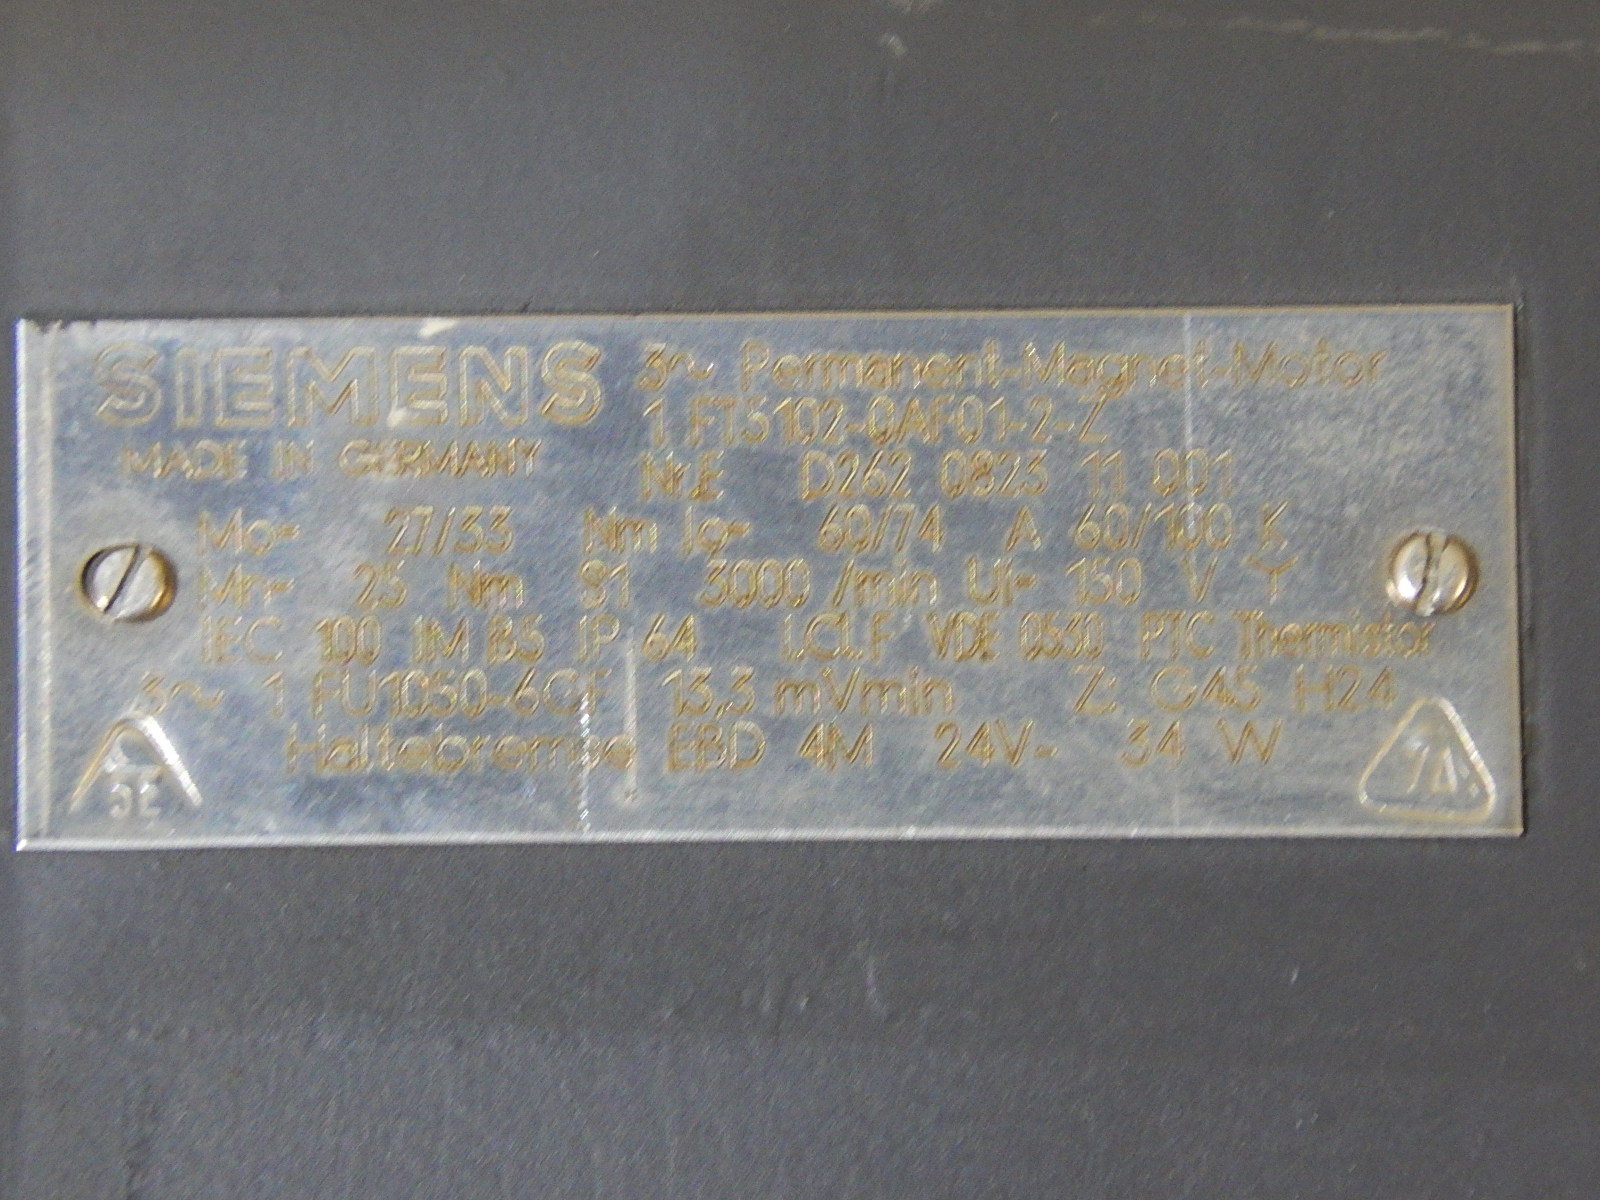 SIEMENS
MADE IN GERMANY
3~ Permanent-Magnet-Motor
1 FT5102-0AF01-2-Z
Nr.E D262 0823 11 001
Mo= 27/33 Nm Io= 60/74 A 60/100 K
Mn= 25 Nm S1 3000 /min Ui= 150 V Y
IEC 100 IM B5 IP 64 I.Cl.F VDE 0530 PTC Thermistor
3~ 1 FU1050-6GF 13,3 mVmin Z: G45 H24
Haltebremse EBD 4M 24V- 34 W